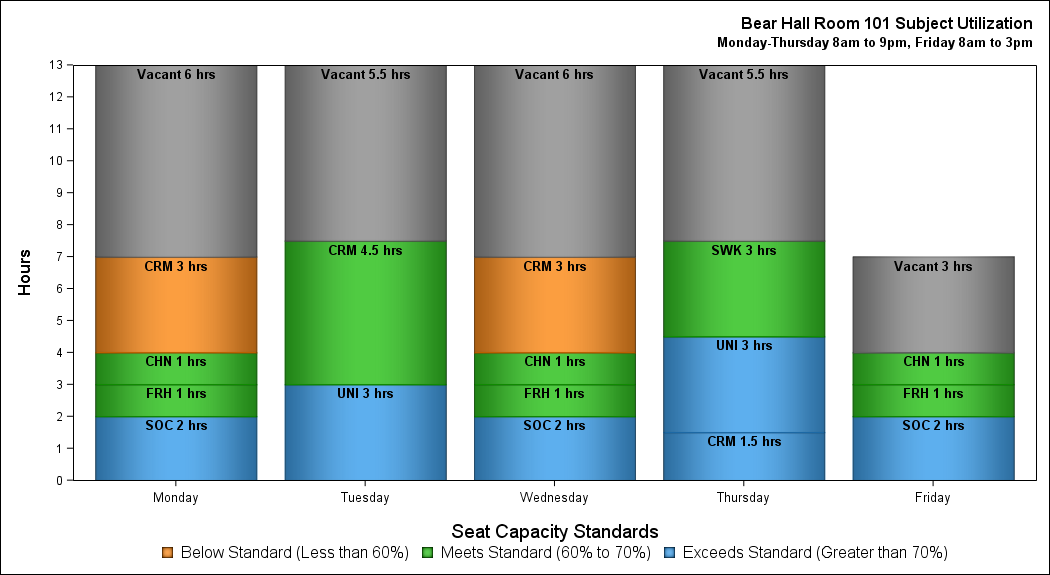 Bear Hall Room 101 Subject Utilization
Monday-Thursday 8am to 9pm, Friday 8am to 3pm
13
12
11
10
9
8
7
6
5
4
3
2
1
0
Hours
Vacant 6 hrs
CRM 3 hrs
CHN 1 hrs
FRH 1 hrs
SOC 2 hrs
Vacant 5.5 hrs
CRM 4.5 hrs
UNI 3 hrs
Vacant 6 hrs
CRM 3 hrs
CHN 1 hrs
FRH 1 hrs
SOC 2 hrs
Vacant 5.5 hrs
SWK 3 hrs
UNI 3 hrs
CRM 1.5 hrs
Vacant 3 hrs
CHN 1 hrs
FRH 1 hrs
SOC 2 hrs
Monday Tuesday Wednesday Thursday Friday
Seat Capacity Standards
Below Standard (Less than 60%) Meets Standard (60% to 70%) Exceeds Standard (Greater than 70%)